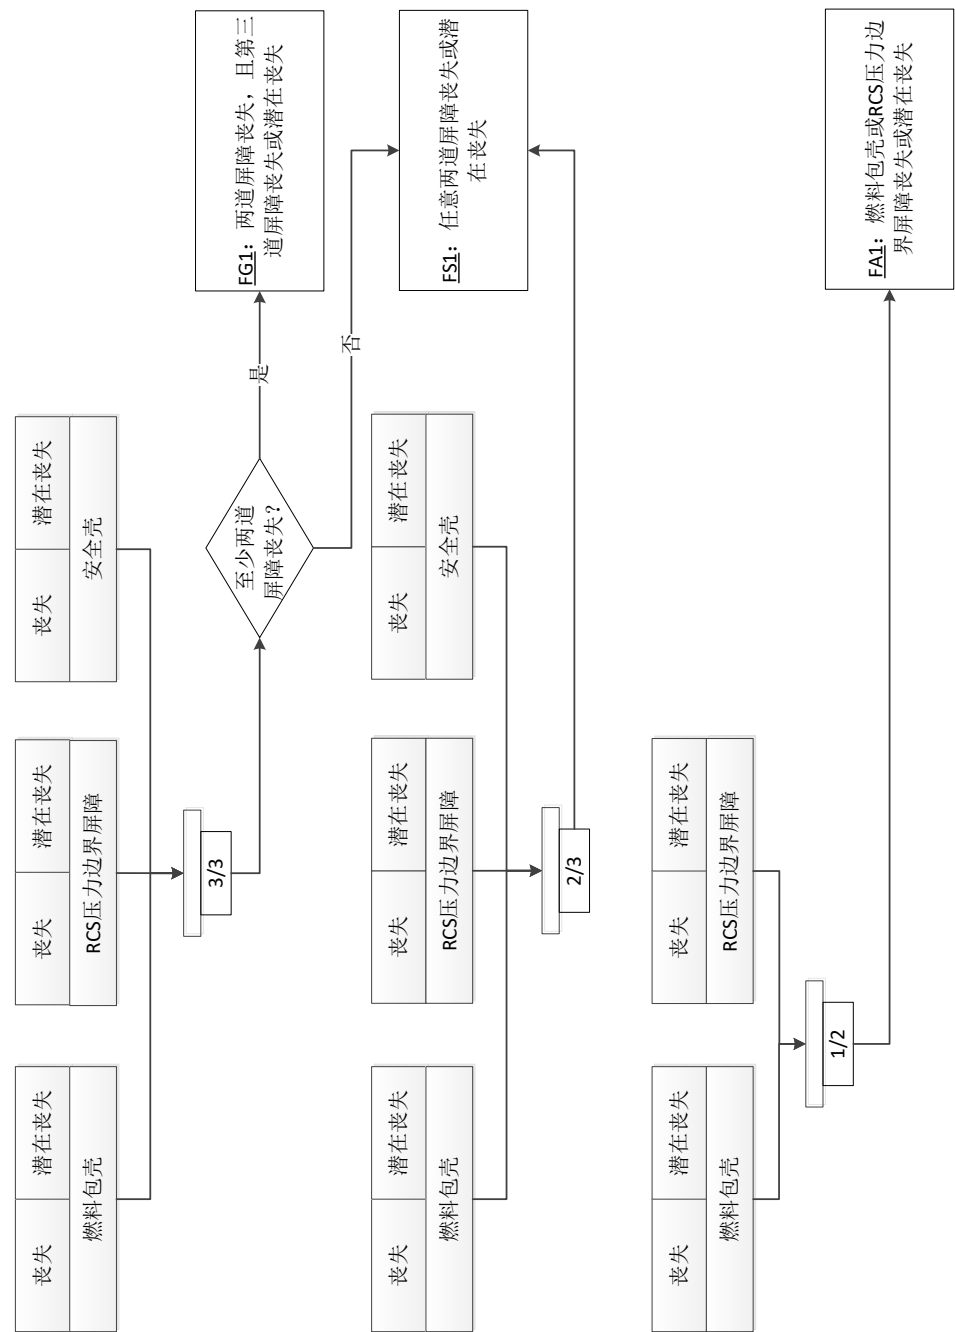 丧失
潜在丧失
燃料包壳
丧失
潜在丧失
RCS压力边界屏障
丧失
潜在丧失
安全壳
3/3
至少两道
屏障丧失?
是
否
FG1：两道屏障丧失，且第三
道屏障丧失或潜在丧失
丧失
潜在丧失
燃料包壳
丧失
潜在丧失
RCS压力边界屏障
丧失
潜在丧失
安全壳
2/3
FS1：任意两道屏障丧失或潜
在丧失
丧失
潜在丧失
燃料包壳
丧失
潜在丧失
RCS压力边界屏障
1/2
FA1：燃料包壳或RCS压力边
界屏障丧失或潜在丧失